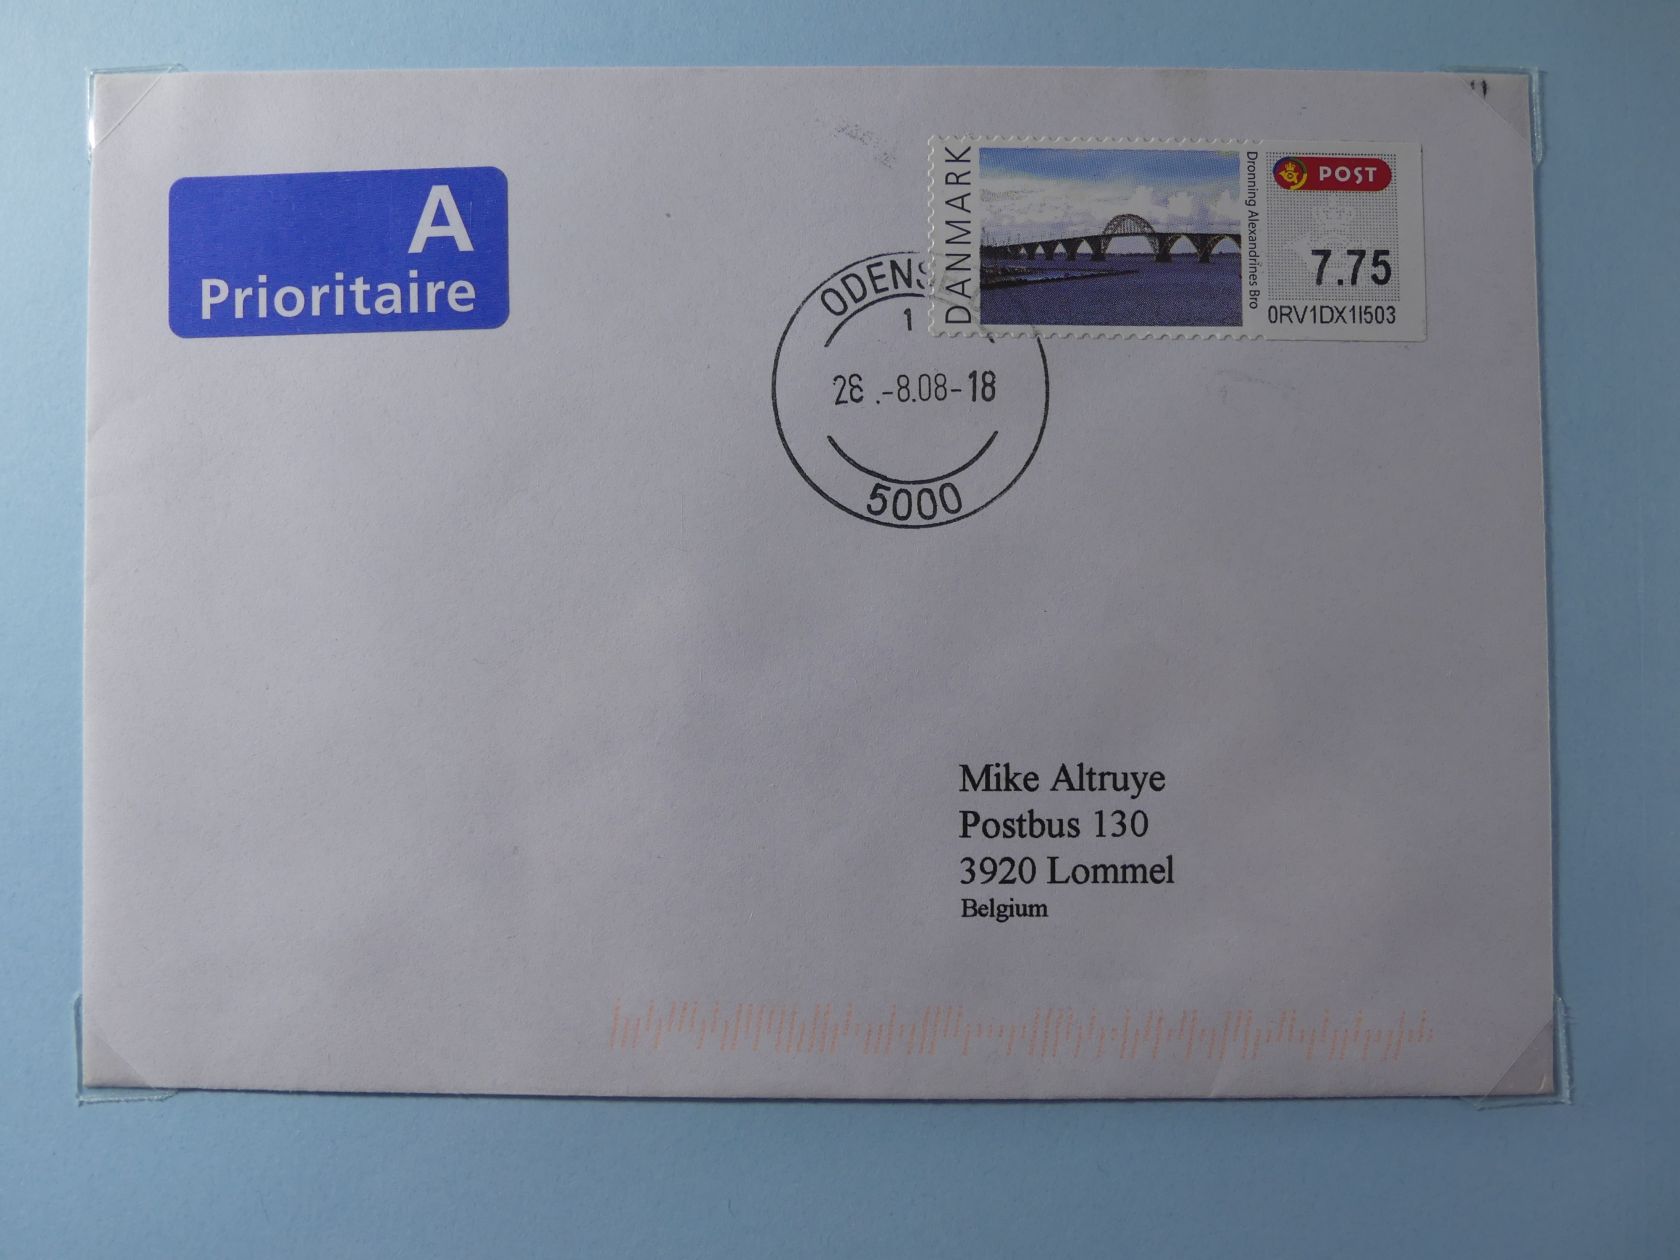 A
Prioritaire
DANMARK
Dronning Alexandrines Bro
POST
7.75
0RV1DX1I503
ODENS
1
26.-8.08-18
5000
Mike Altruye
Postbus 130
3920 Lommel
Belgium